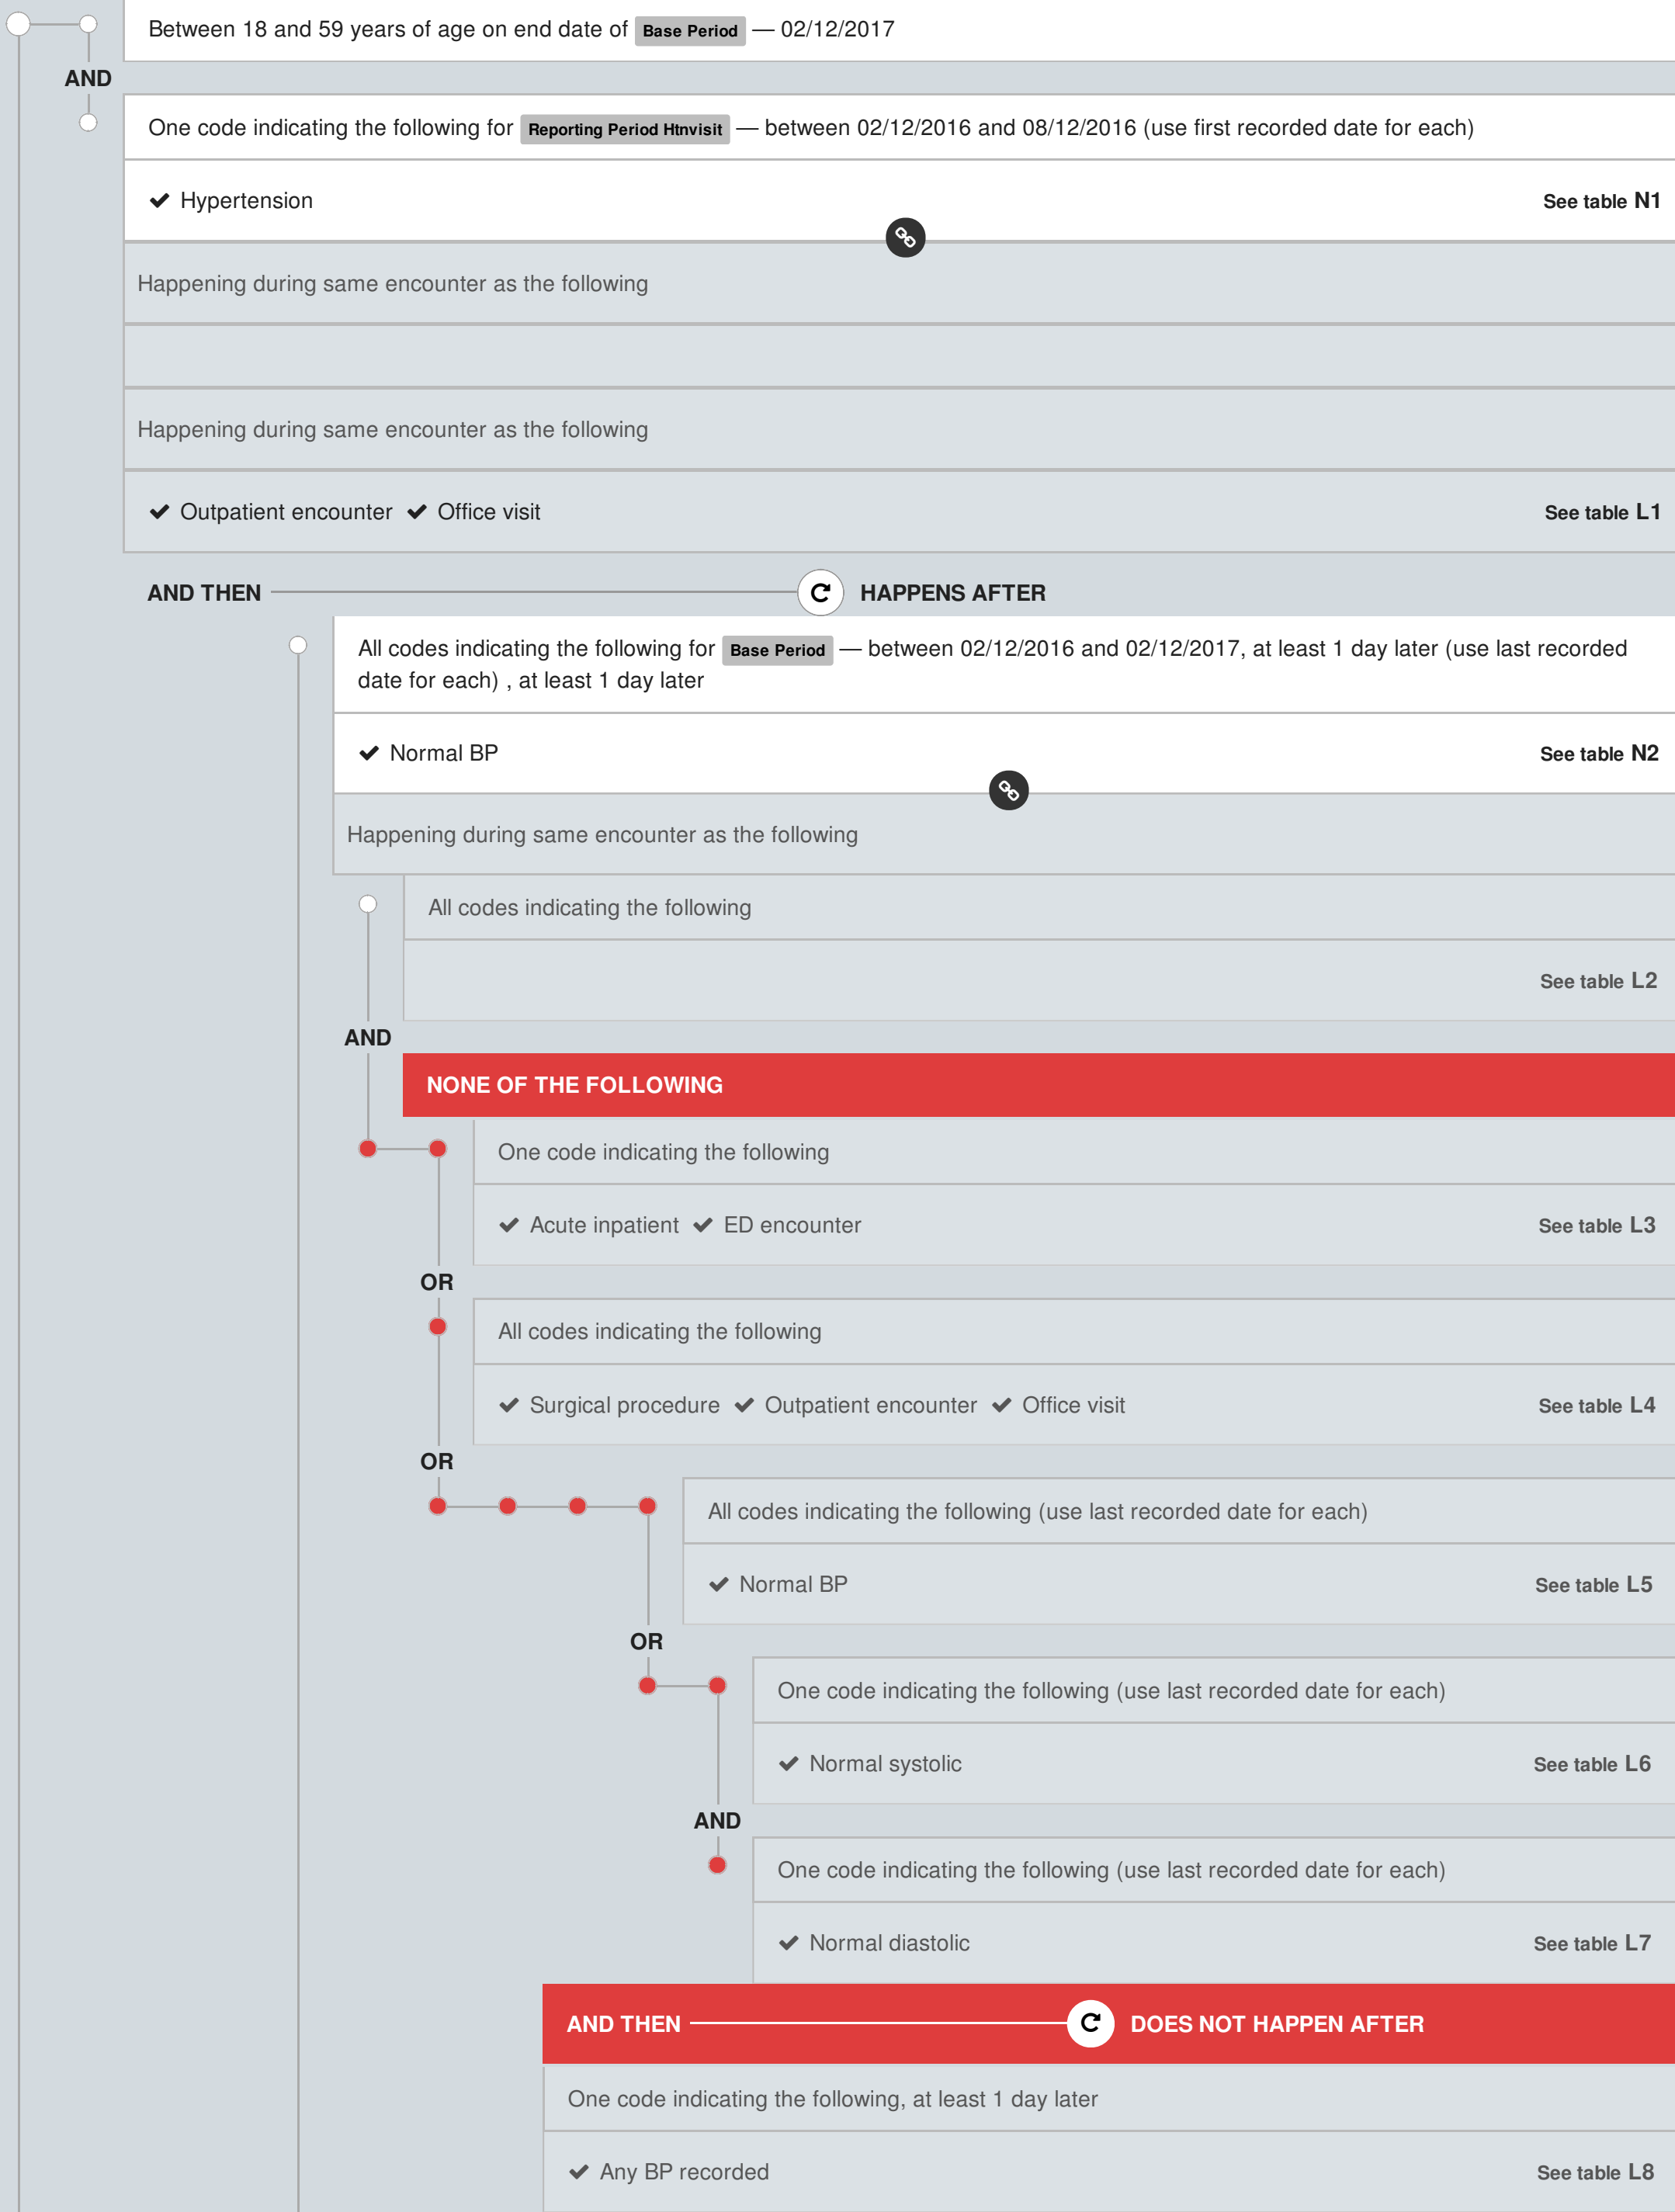 Between 18 and 59 years of age on end date of Base Period — 02/12/2017
AND
One code indicating the following for Reporting Period Htnvisit — between 02/12/2016 and 08/12/2016 (use first recorded date for each)
Hypertension See table N1
Happening during same encounter as the following
Happening during same encounter as the following
Outpatient encounter Office visit See table L1
AND THEN HAPPENS AFTER
All codes indicating the following for Base Period — between 02/12/2016 and 02/12/2017, at least 1 day later (use last recorded
date for each) , at least 1 day later
Normal BP See table N2
Happening during same encounter as the following
All codes indicating the following
See table L2
AND
NONE OF THE FOLLOWING
One code indicating the following
Acute inpatient ED encounter See table L3
OR
All codes indicating the following
Surgical procedure Outpatient encounter Office visit See table L4
OR
All codes indicating the following (use last recorded date for each)
Normal BP See table L5
OR
One code indicating the following (use last recorded date for each)
Normal systolic See table L6
AND
One code indicating the following (use last recorded date for each)
Normal diastolic See table L7
AND THEN DOES NOT HAPPEN AFTER
One code indicating the following, at least 1 day later
Any BP recorded See table L8